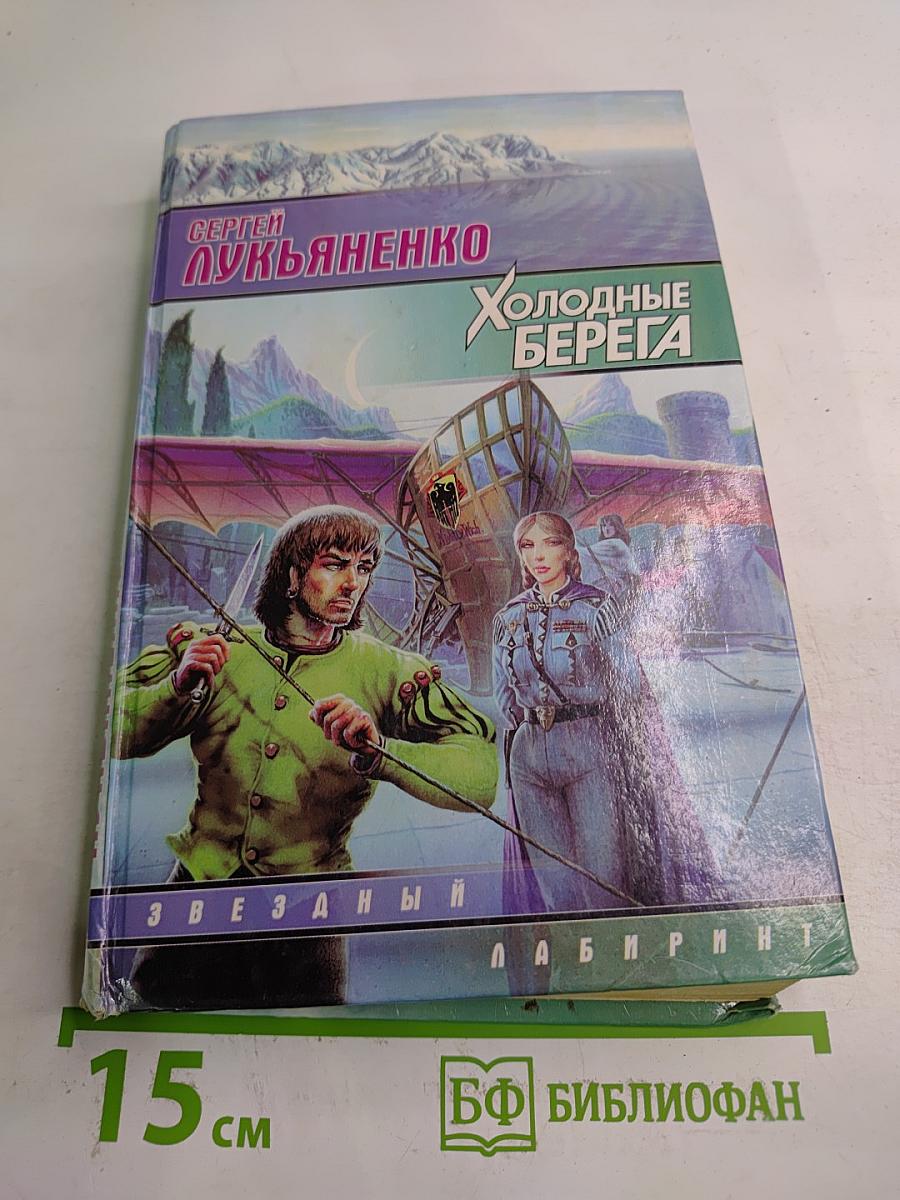 СЕРГЕЙ
ЛУКЬЯНЕНКО
ХОЛОДНЫЕ
БЕРЕГА
ЗВЕЗДНЫЙ
ЛАБИРИНТ
15 см
БФ БИБЛИОФАН